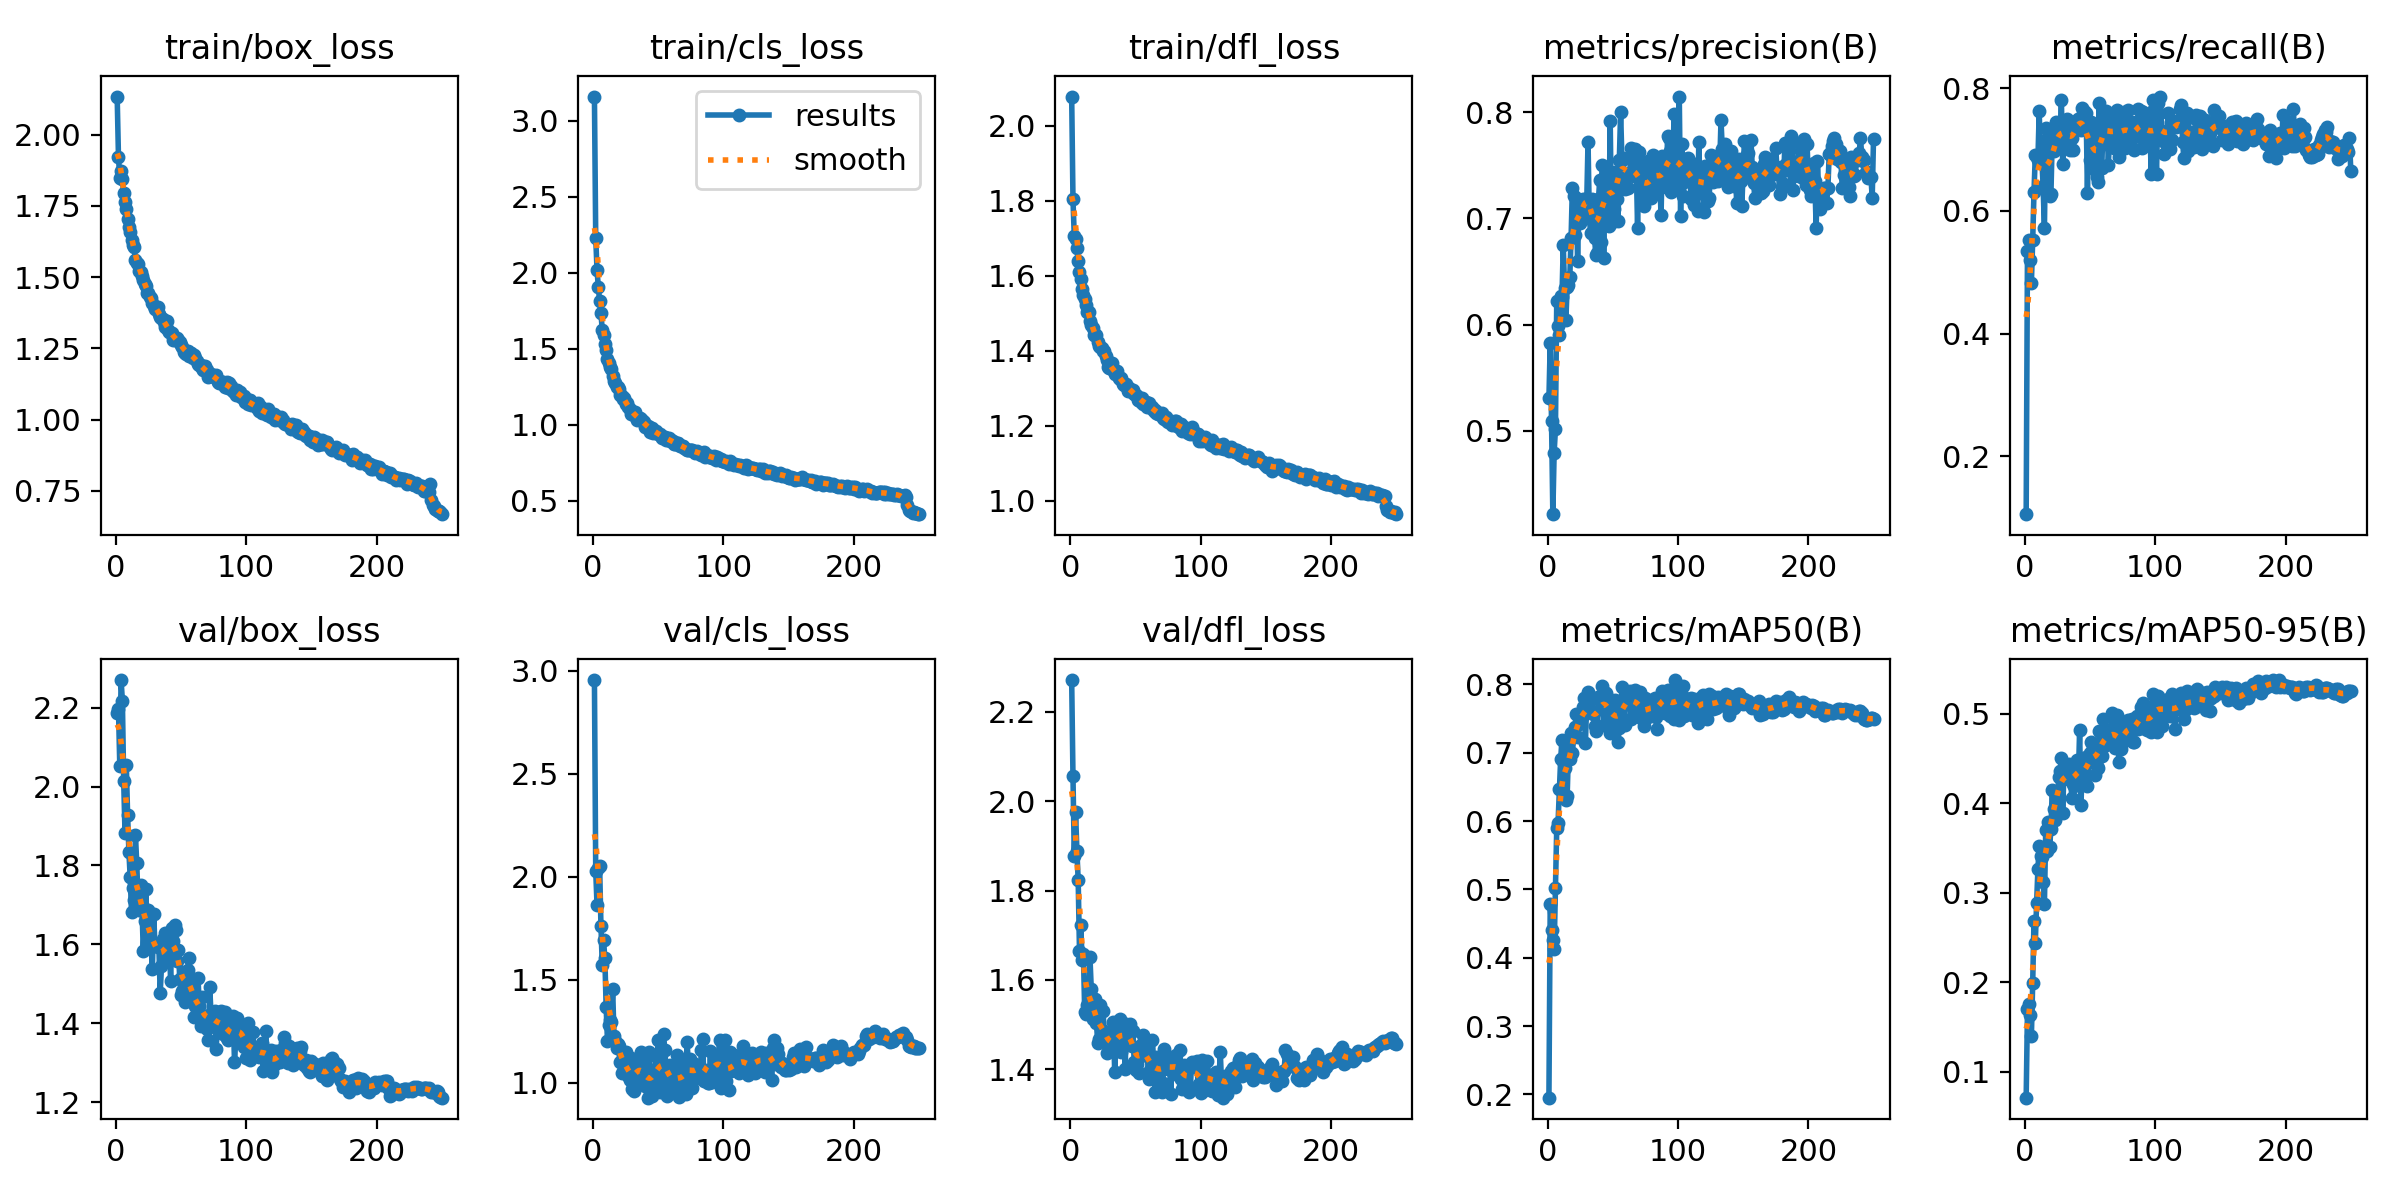 train/box_loss
2.00
1.75
1.50
1.25
1.00
0.75
0 100 200
train/cls_loss
results
smooth
3.0
2.5
2.0
1.5
1.0
0.5
0 100 200
train/dfl_loss
2.0
1.8
1.6
1.4
1.2
1.0
0 100 200
metrics/precision(B)
0.8
0.7
0.6
0.5
0 100 200
metrics/recall(B)
0.8
0.6
0.4
0.2
0 100 200
val/box_loss
2.2
2.0
1.8
1.6
1.4
1.2
0 100 200
val/cls_loss
3.0
2.5
2.0
1.5
1.0
0 100 200
val/dfl_loss
2.2
2.0
1.8
1.6
1.4
0 100 200
metrics/mAP50(B)
0.8
0.7
0.6
0.5
0.4
0.3
0.2
0 100 200
metrics/mAP50-95(B)
0.5
0.4
0.3
0.2
0.1
0 100 200